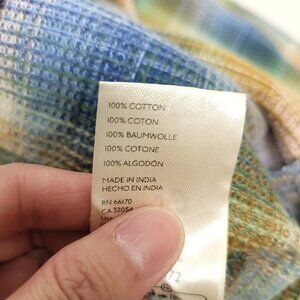 100% COTTON
100% COTON
100% BAUMWOLLE
100% COTONE
100% ALGODÓN
MADE IN INDIA
HECHO EN INDIA
RN 66170
CA 32054